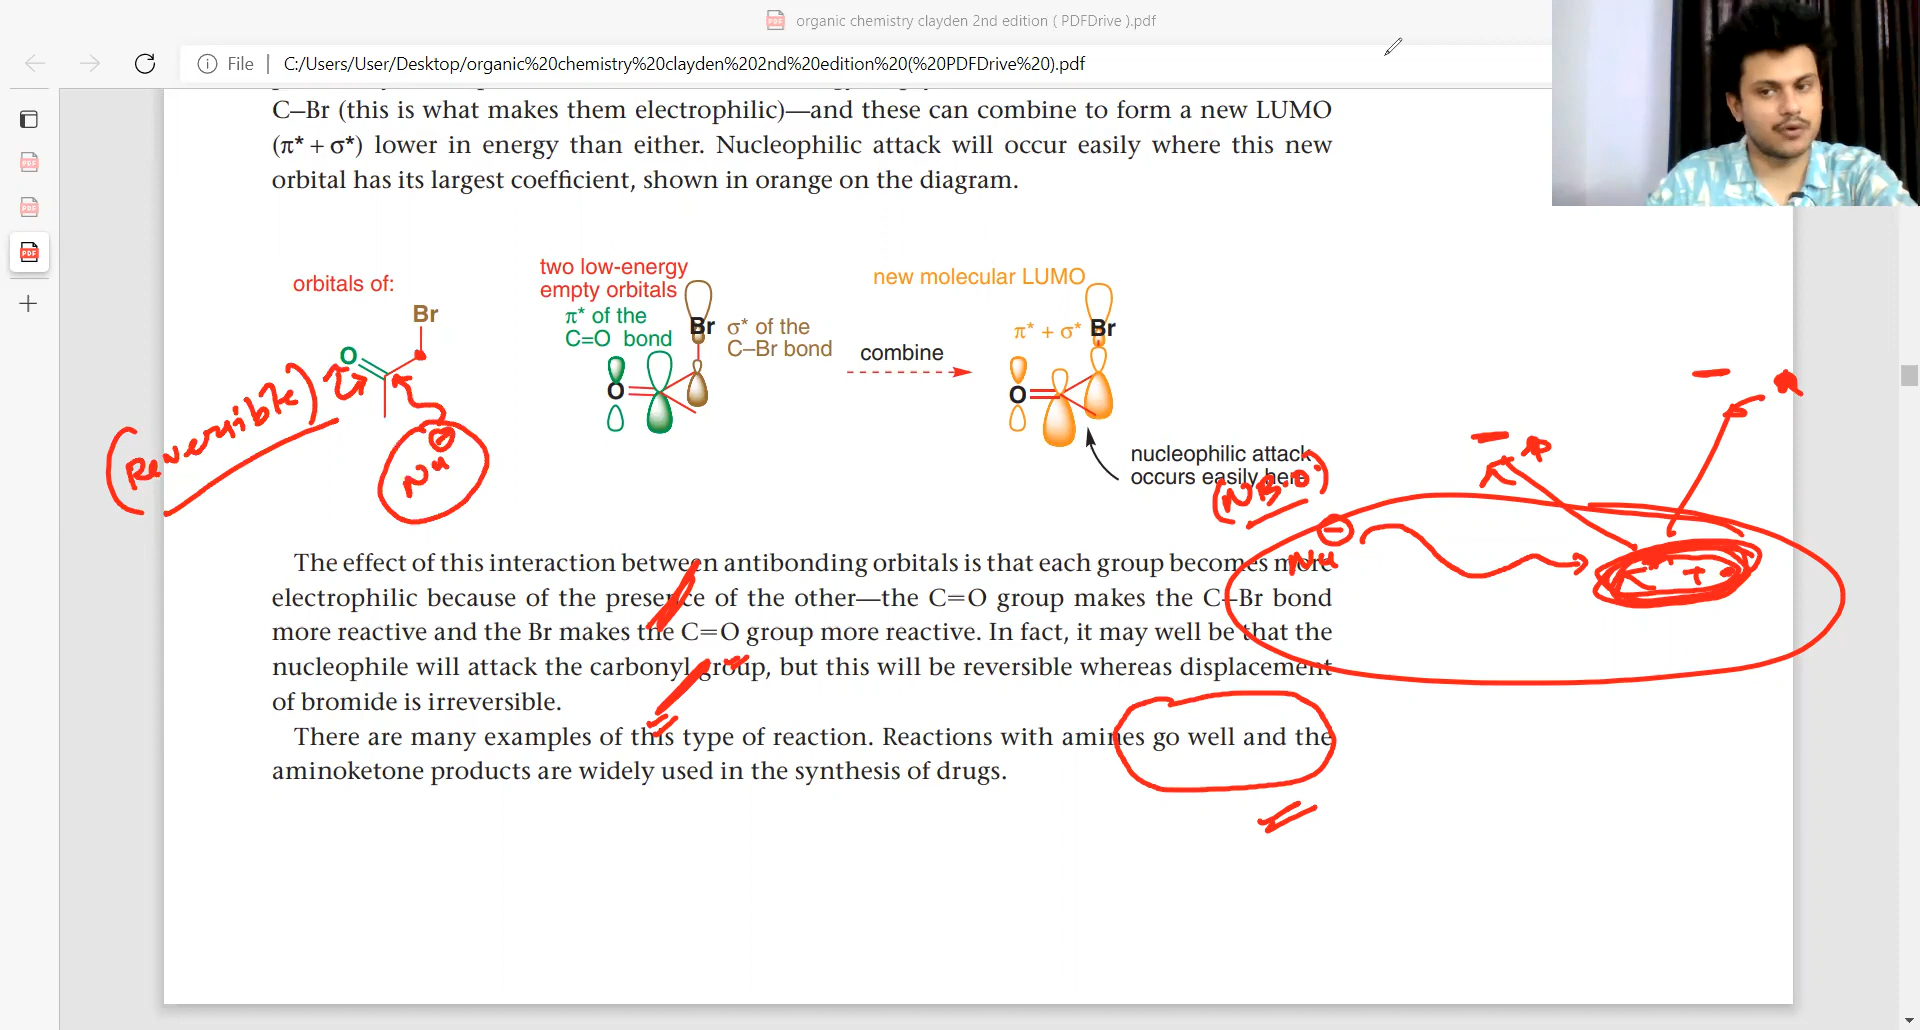 organic chemistry clayden 2nd edition ( PDFDrive ).pdf
File | C:/Users/User/Desktop/organic%20chemistry%20clayden%202nd%20edition%20(%20PDFDrive%20).pdf
C–Br (this is what makes them electrophilic)—and these can combine to form a new LUMO
(π* + σ*) lower in energy than either. Nucleophilic attack will occur easily where this new
orbital has its largest coefficient, shown in orange on the diagram.
orbitals of:
Br
O
two low-energy
empty orbitals
π* of the
C=O bond
Br
σ* of the
C–Br bond
O
combine
new molecular LUMO
π* + σ*
Br
O
nucleophilic attack
occurs easily here
(Reversible)
Nu
(N.B.O)
Nu
The effect of this interaction between antibonding orbitals is that each group becomes more
electrophilic because of the presence of the other—the C=O group makes the C–Br bond
more reactive and the Br makes the C=O group more reactive. In fact, it may well be that the
nucleophile will attack the carbonyl group, but this will be reversible whereas displacement
of bromide is irreversible.
There are many examples of this type of reaction. Reactions with amines go well and the
aminoketone products are widely used in the synthesis of drugs.